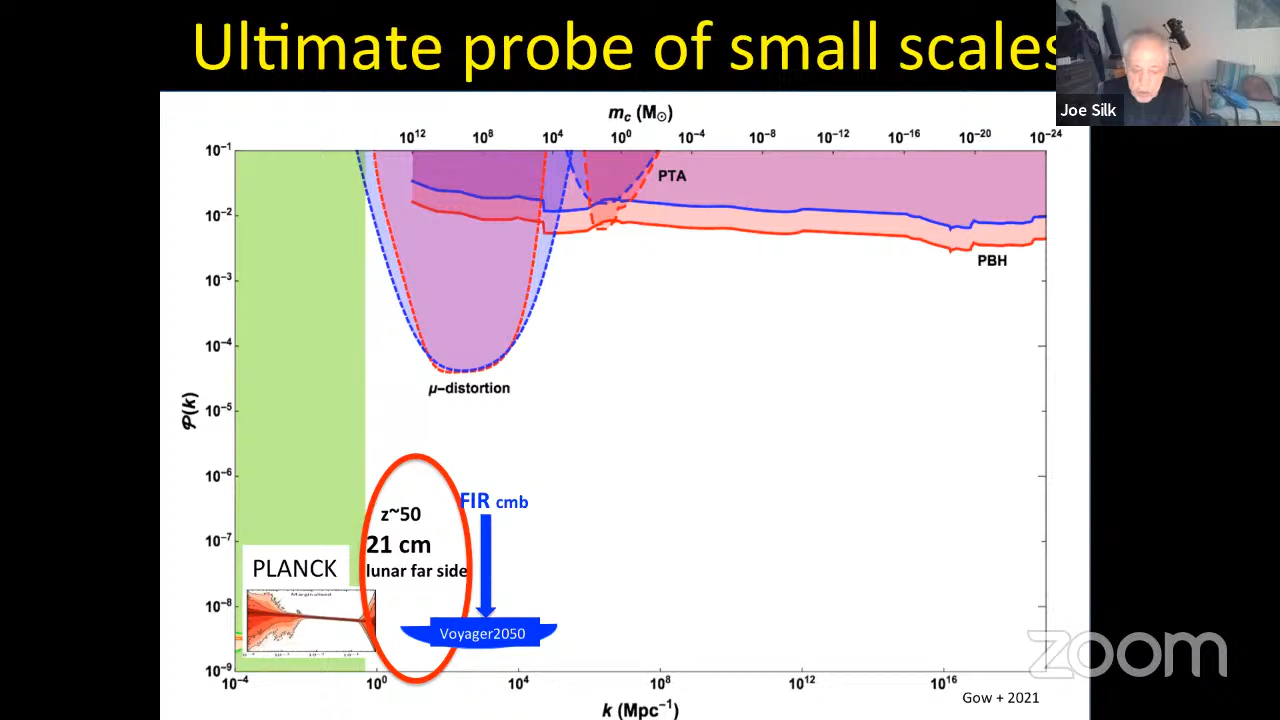 Ultimate probe of small scales
Joe Silk
m_c (M_⊙)
10^12 10^8 10^4 10^0 10^-4 10^-8 10^-12 10^-16 10^-20 10^-24
10^-1
10^-2
10^-3
10^-4
10^-5
10^-6
10^-7
10^-8
10^-9
𝒫(k)
PTA
PBH
μ-distortion
FIR cmb
z~50
21 cm
lunar far side
PLANCK
Voyager2050
zoom
10^-4 10^0 10^4 10^8 10^12 10^16
k (Mpc^-1)
Gow + 2021